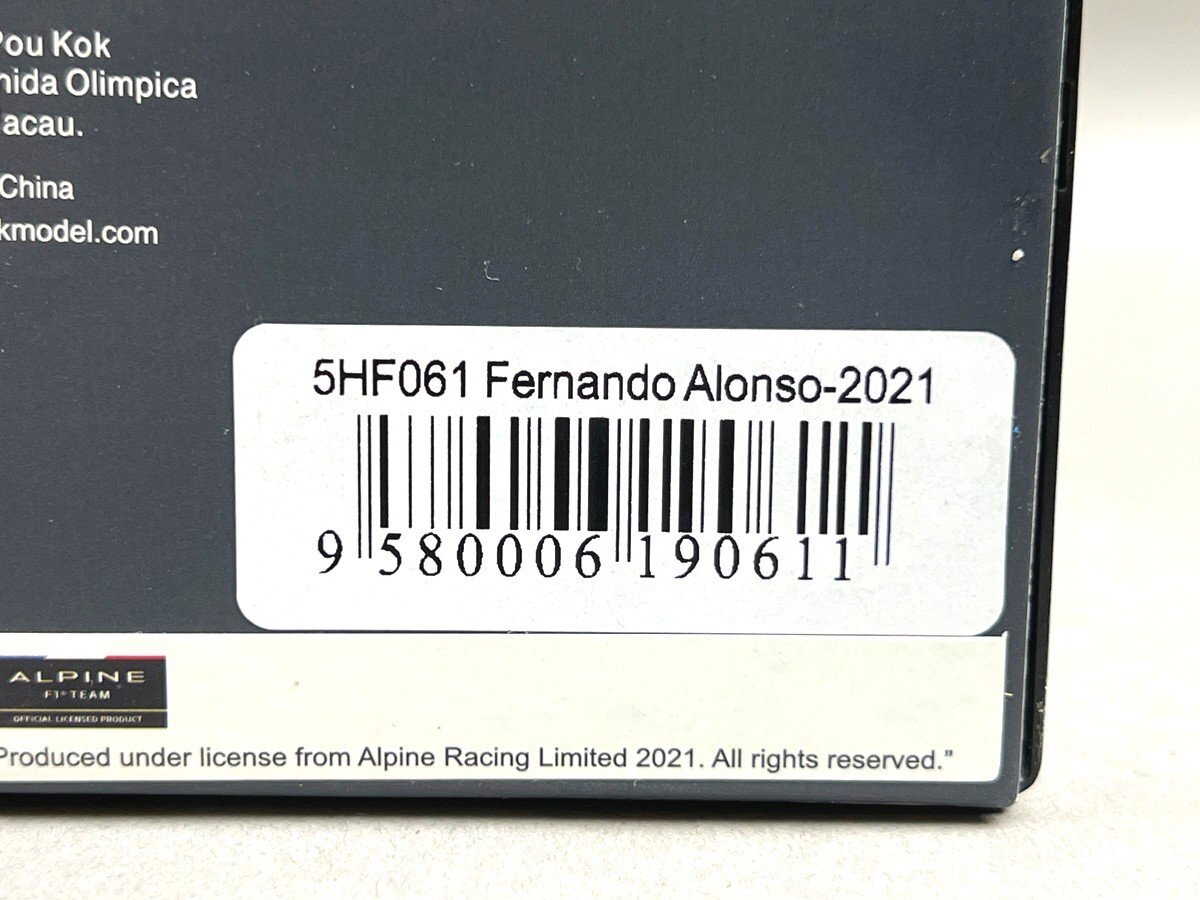 Pou Kok
nida Olimpica
acau.
China
kmodel.com
5HF061 Fernando Alonso-2021
9 580006 190611
ALPINE
F1® TEAM
OFFICIAL LICENSED PRODUCT
Produced under license from Alpine Racing Limited 2021. All rights reserved.”